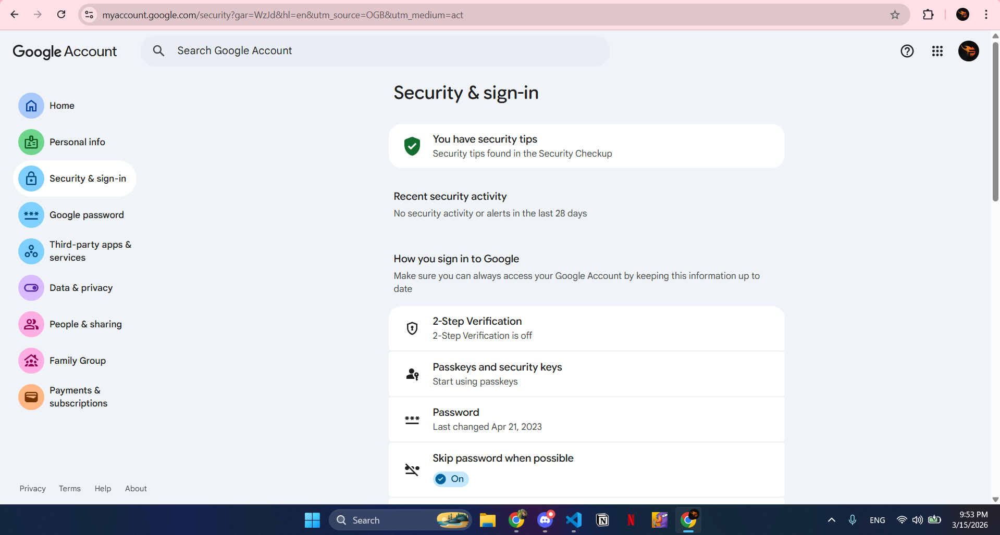 myaccount.google.com/security?gar=WzJd&hl=en&utm_source=OGB&utm_medium=act
Google Account
Search Google Account
Home
Personal info
Security & sign-in
Google password
Third-party apps &
services
Data & privacy
People & sharing
Family Group
Payments &
subscriptions
Privacy Terms Help About
Security & sign-in
You have security tips
Security tips found in the Security Checkup
Recent security activity
No security activity or alerts in the last 28 days
How you sign in to Google
Make sure you can always access your Google Account by keeping this information up to
date
2-Step Verification
2-Step Verification is off
Passkeys and security keys
Start using passkeys
Password
Last changed Apr 21, 2023
Skip password when possible
On
Search
ENG
9:53 PM
3/15/2026